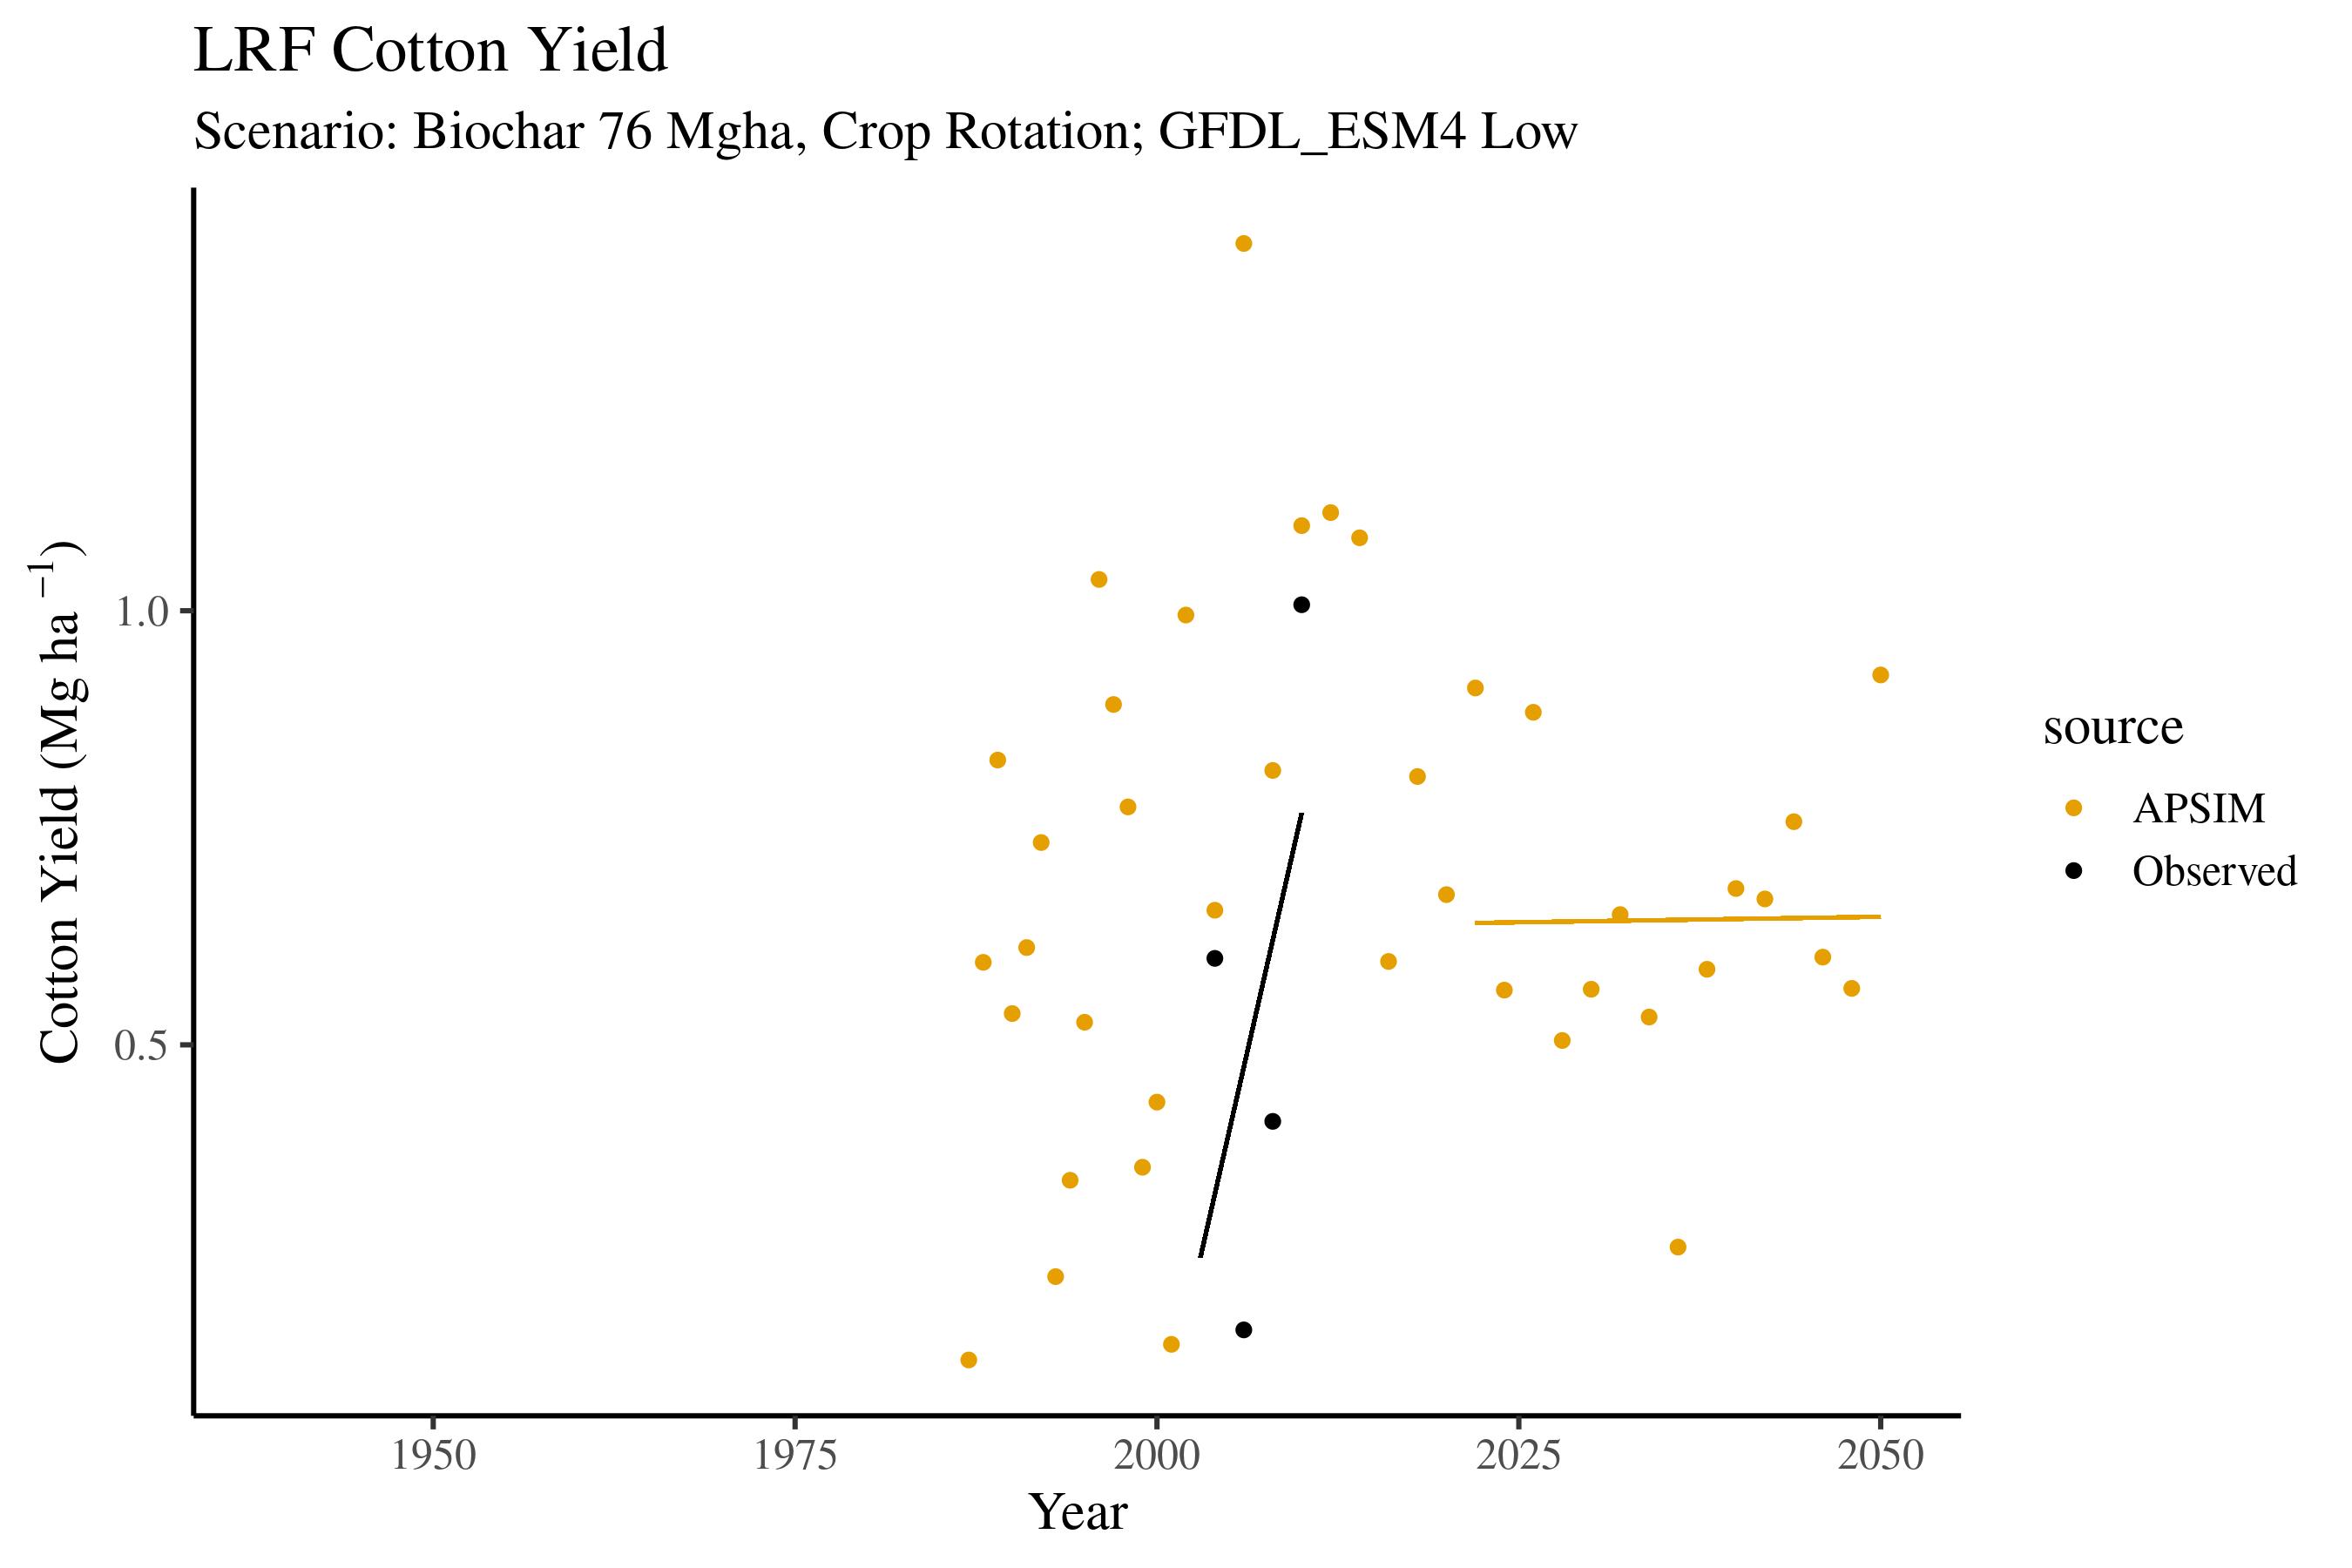 LRF Cotton Yield
Scenario: Biochar 76 Mgha, Crop Rotation; GFDL_ESM4 Low
Cotton Yield (Mg ha −1)
1.0
0.5
1950 1975 2000 2025 2050
Year
source
APSIM
Observed